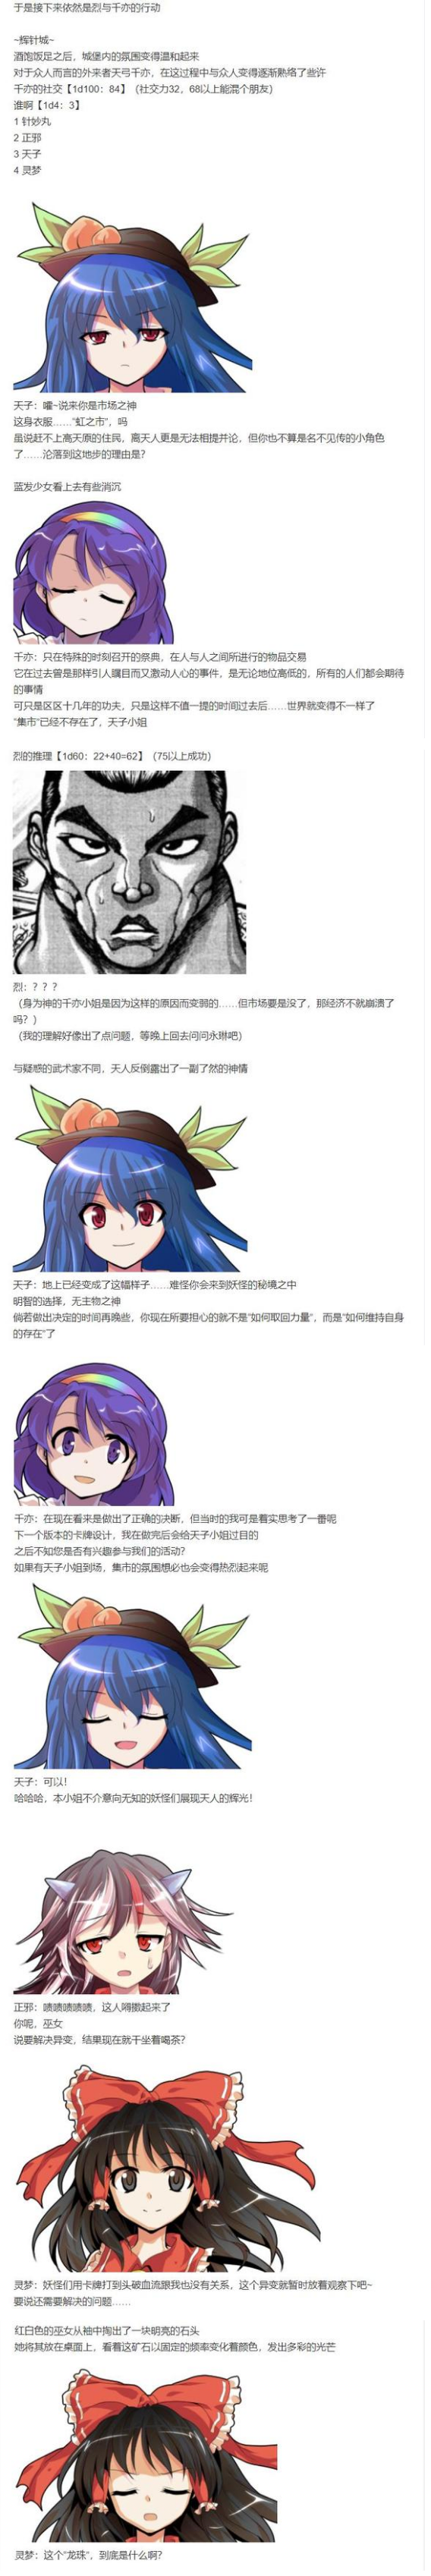 于是接下来依然是烈与千亦的行动
~辉针城~
酒饱饭足之后，城堡内的氛围变得温和起来
对于众人而言的外来者天弓千亦，在这过程中与众人变得逐渐熟络了些许
千亦的社交【1d100：84】（社交力32，68以上能混个朋友）
谁啊【1d4：3】
1 针妙丸
2 正邪
3 天子
4 灵梦
天子：嚯~说来你是市场之神
这身衣服……“虹之市”，吗
虽说赶不上高天原的住民，离天人更是无法相提并论，但你也不算是名不见传的小角色
了……沦落到这地步的理由是？
蓝发少女看上去有些消沉
千亦：只在特殊的时刻召开的祭典，在人与人之间所进行的物品交易
它在过去曾是那样引人瞩目而又激动人心的事件，是无论地位高低的，所有的人们都会期待
的事情
可只是区区十几年的功夫，只是这样不值一提的时间过去后……世界就变得不一样了
“集市”已经不存在了，天子小姐
烈的推理【1d60：22+40=62】（75以上成功）
烈：？？？
（身为神的千亦小姐是因为这样的原因而变弱的……但市场要是没了，那经济不就崩溃了
吗？）
（我的理解好像出了点问题，等晚上回去问问永琳吧）
与疑惑的武术家不同，天人反倒露出了一副了然的神情
天子：地上已经变成了这幅样子……难怪你会来到妖怪的秘境之中
明智的选择，无主物之神
倘若做出决定的时间再晚些，你现在所要担心的就不是“如何取回力量”，而是“如何维持自身
的存在”了
千亦：在现在看来是做出了正确的决断，但当时的我可是着实思考了一番呢
下一个版本的卡牌设计，我在做完后会给天子小姐过目的
之后不知您是否有兴趣参与我们的活动？
如果有天子小姐到场，集市的氛围想必也会变得热烈起来呢
天子：可以！
哈哈哈，本小姐不介意向无知的妖怪们展现天人的辉光！
正邪：啧啧啧啧啧，这人嘚撒起来了
你呢，巫女
说要解决异变，结果现在就干坐着喝茶？
灵梦：妖怪们用卡牌打到头破血流跟我也没有关系，这个异变就暂时放着观察下吧~
要说还需要解决的问题……
红白色的巫女从袖中掏出了一块明亮的石头
她将其放在桌面上，看着这矿石以固定的频率变化着颜色，发出多彩的光芒
灵梦：这个“龙珠”，到底是什么啊？